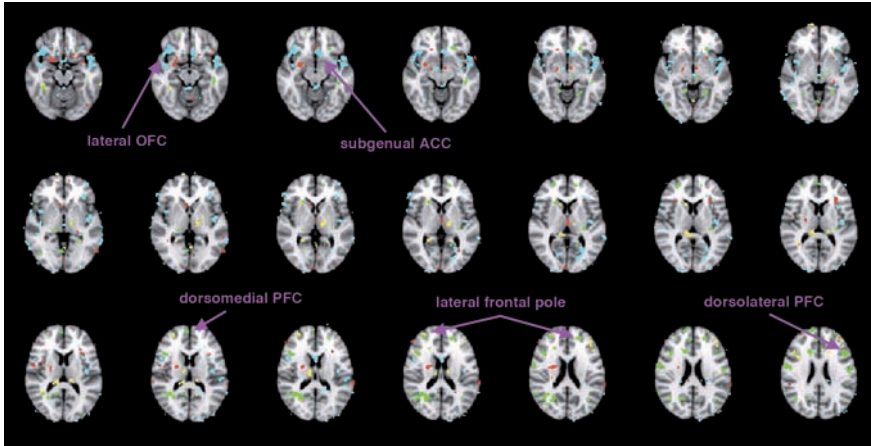 lateral OFC
subgenual ACC
dorsomedial PFC
lateral frontal pole
dorsolateral PFC